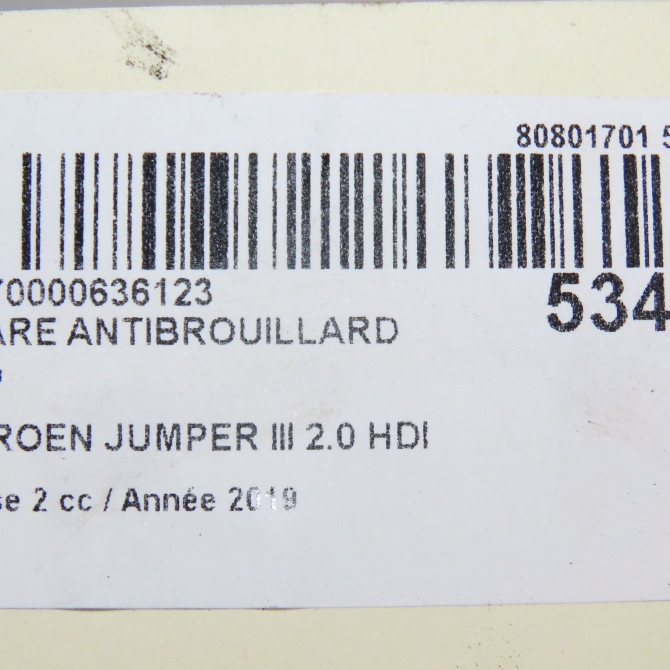 80801701 5
70000636123
534
ARE ANTIBROUILLARD
ROEN JUMPER III 2.0 HDI
se 2 cc / Année 2019